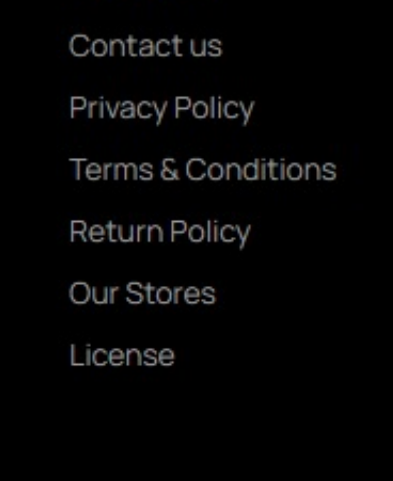 Contact us
Privacy Policy
Terms & Conditions
Return Policy
Our Stores
License